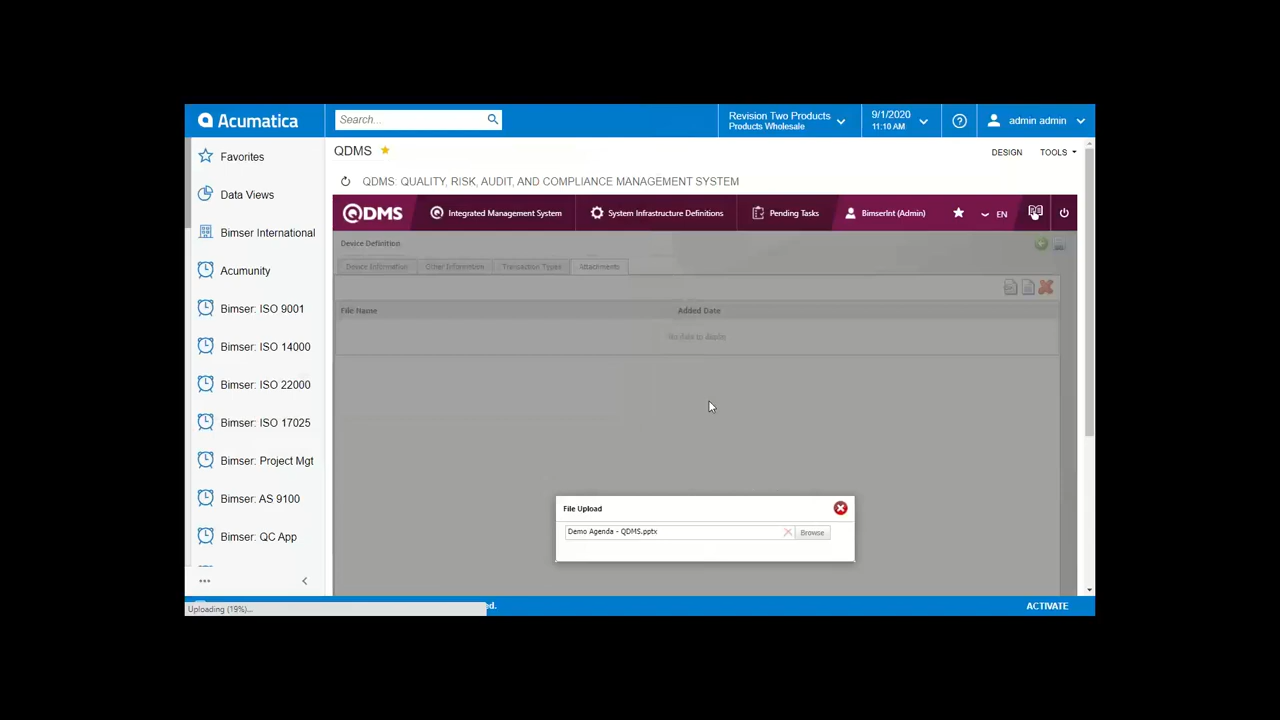 Acumatica
Search...
Revision Two Products
Products Wholesale
9/1/2020
11:10 AM
admin admin
Favorites
Data Views
Bimser International
Acumunity
Bimser: ISO 9001
Bimser: ISO 14000
Bimser: ISO 22000
Bimser: ISO 17025
Bimser: Project Mgt
Bimser: AS 9100
Bimser: QC App
QDMS
DESIGN
TOOLS
QDMS: QUALITY, RISK, AUDIT, AND COMPLIANCE MANAGEMENT SYSTEM
QDMS
Integrated Management System
System Infrastructure Definitions
Pending Tasks
BimserInt (Admin)
EN
Device Definition
Device Information
Other Information
Transaction Types
Attachments
File Name
Added Date
No data to display
File Upload
Demo Agenda - QDMS.pptx
Browse
Uploading (19%)...
ed.
ACTIVATE